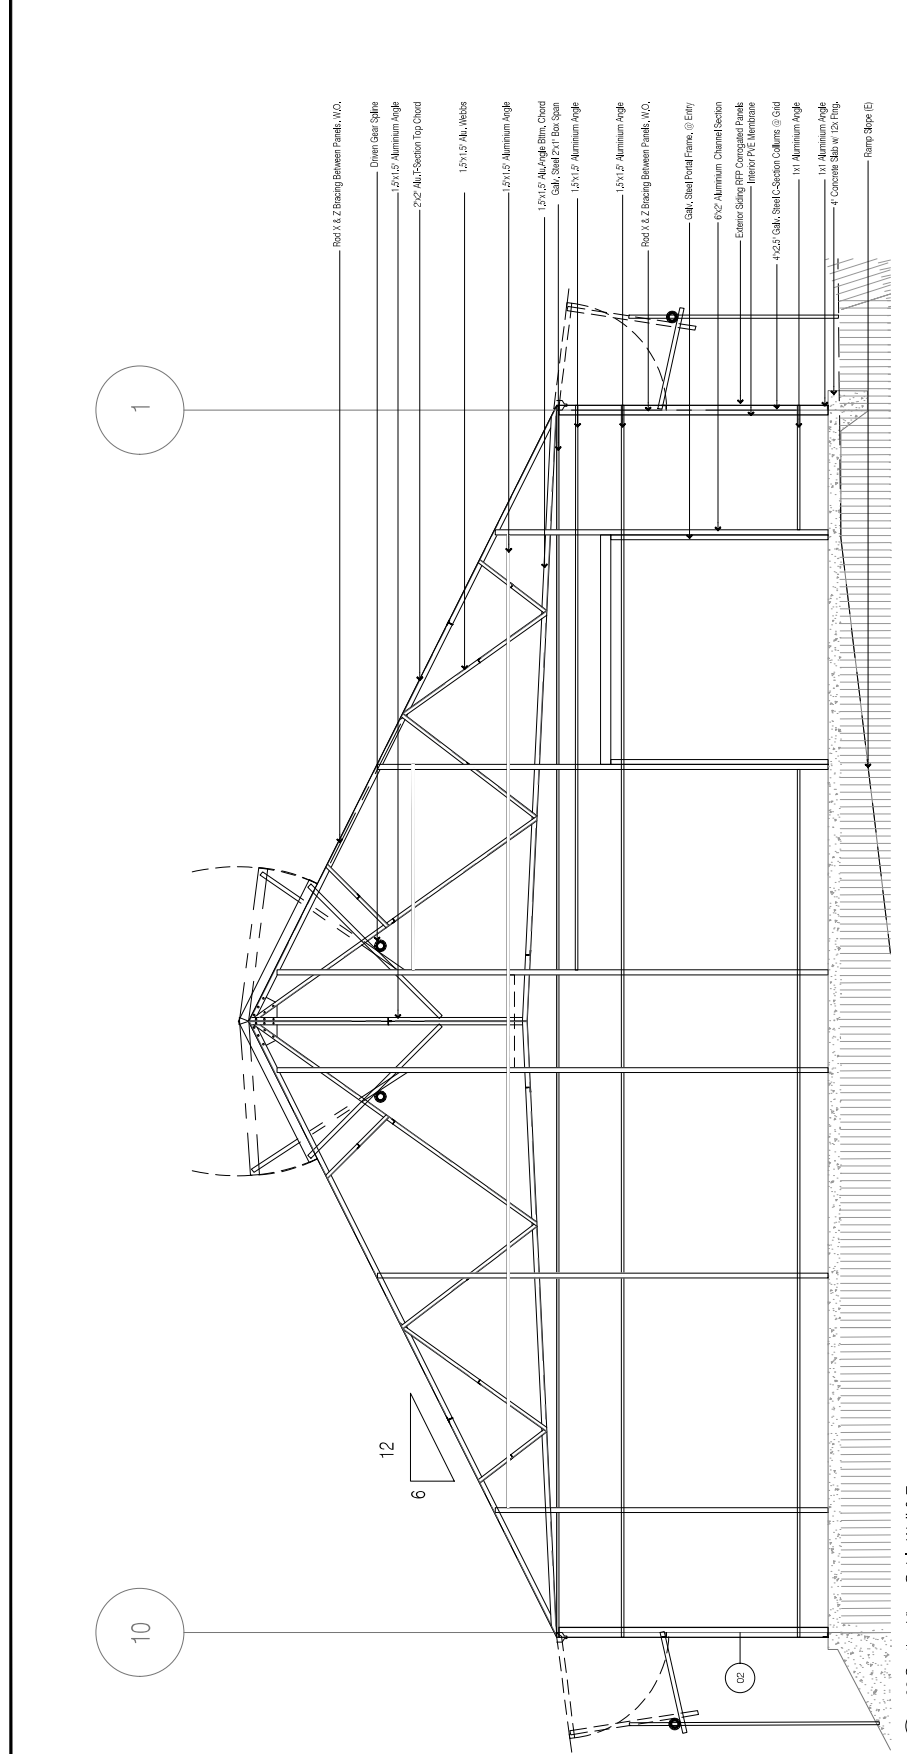 Rod X & Z Bracing Between Panels, W.O.
Driven Gear Spline
1.5"x1.5" Aluminium Angle
2"x2" Alu.T-Section Top Chord
1.5"x1.5" Alu. Webbs
1.5"x1.5" Aluminium Angle
1.5"x1.5" Alu.Angle Bttm. Chord
Galv. Steel 2"x1" Box Span
1.5"x1.5" Aluminium Angle
1.5"x1.5" Aluminium Angle
Rod X & Z Bracing Between Panels, W.O.
Galv. Steel Portal Frame, @ Entry
6"x2" Aluminium Channel Section
Exterior Siding RFP Corrogated Panels
Interior PVE Membrane
4"x2.5" Galv. Steel C-Section Collums @ Grid
1x1 Aluminium Angle
1x1 Aluminium Angle
4" Concrete Slab w/ 12x Ftng.
Ramp Slope (E)
1
12
6
10
02